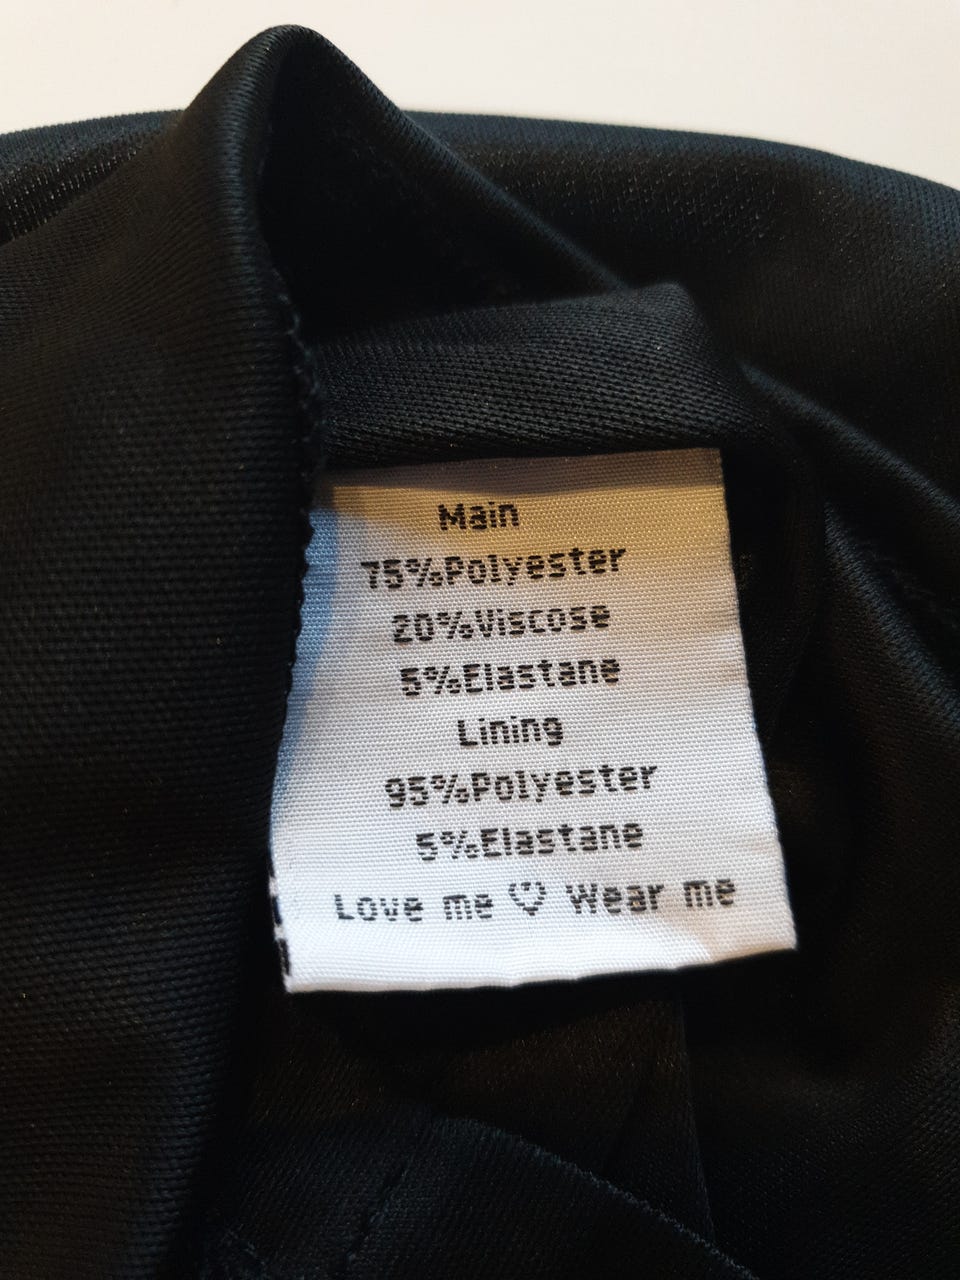 Main
75%Polyester
20%Viscose
5%Elastane
Lining
95%Polyester
5%Elastane
Love me ♡ Wear me